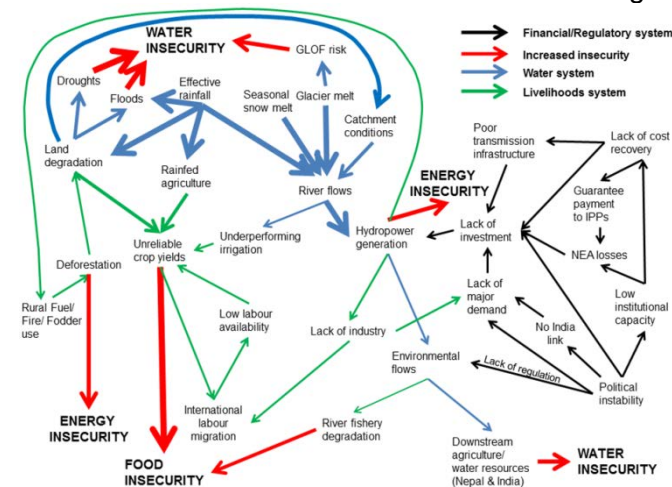 WATER
INSECURITY
GLOF risk
Droughts
Floods
Effective
rainfall
Seasonal
snow melt
Glacier melt
Catchment
conditions
Land
degradation
Rainfed
agriculture
River flows
ENERGY
INSECURITY
Poor
transmission
infrastructure
Lack of cost
recovery
Guarantee
payment
to IPPs
Financial/Regulatory system
Increased insecurity
Water system
Livelihoods system
Unreliable
crop yields
Underperforming
irrigation
Hydropower
generation
Lack of
investment
NEA losses
Deforestation
Rural Fuel/
Fire/ Fodder
use
Low labour
availability
Lack of industry
Lack of
major
demand
No India
link
Low
institutional
capacity
Environmental
flows
Lack of regulation
Political
instability
International
labour
migration
River fishery
degradation
ENERGY
INSECURITY
FOOD
INSECURITY
Downstream
agriculture/
water resources
(Nepal & India)
WATER
INSECURITY